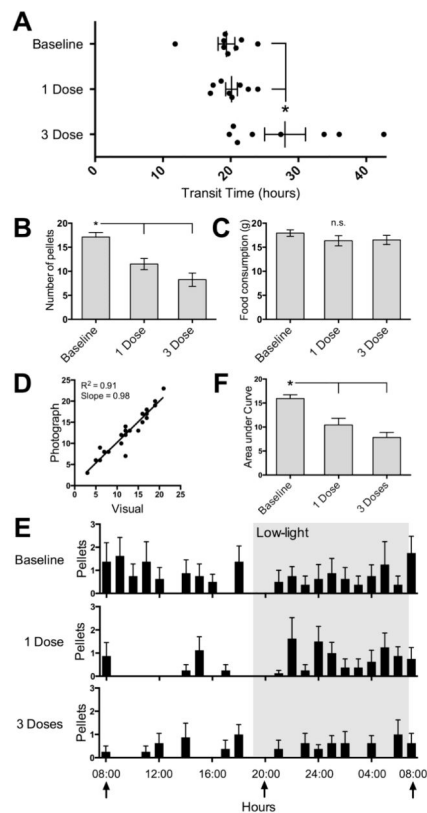 A
Baseline
1 Dose
*
3 Dose
0 10 20 30 40
Transit Time (hours)
B
Number of pellets
20
15
10
5
0
*
Baseline 1 Dose 3 Dose
C
Food consumption (g)
20
15
10
5
0
n.s.
Baseline 1 Dose 3 Dose
D
Photograph
25
20
15
10
5
0
R² = 0.91
Slope = 0.98
0 5 10 15 20 25
Visual
F
Area under Curve
20
15
10
5
0
*
Baseline 1 Dose 3 Doses
E
Low-light
Baseline
Pellets
3
2
1
0
1 Dose
Pellets
3
2
1
0
3 Doses
Pellets
3
2
1
0
08:00 12:00 16:00 20:00 24:00 04:00 08:00
Hours